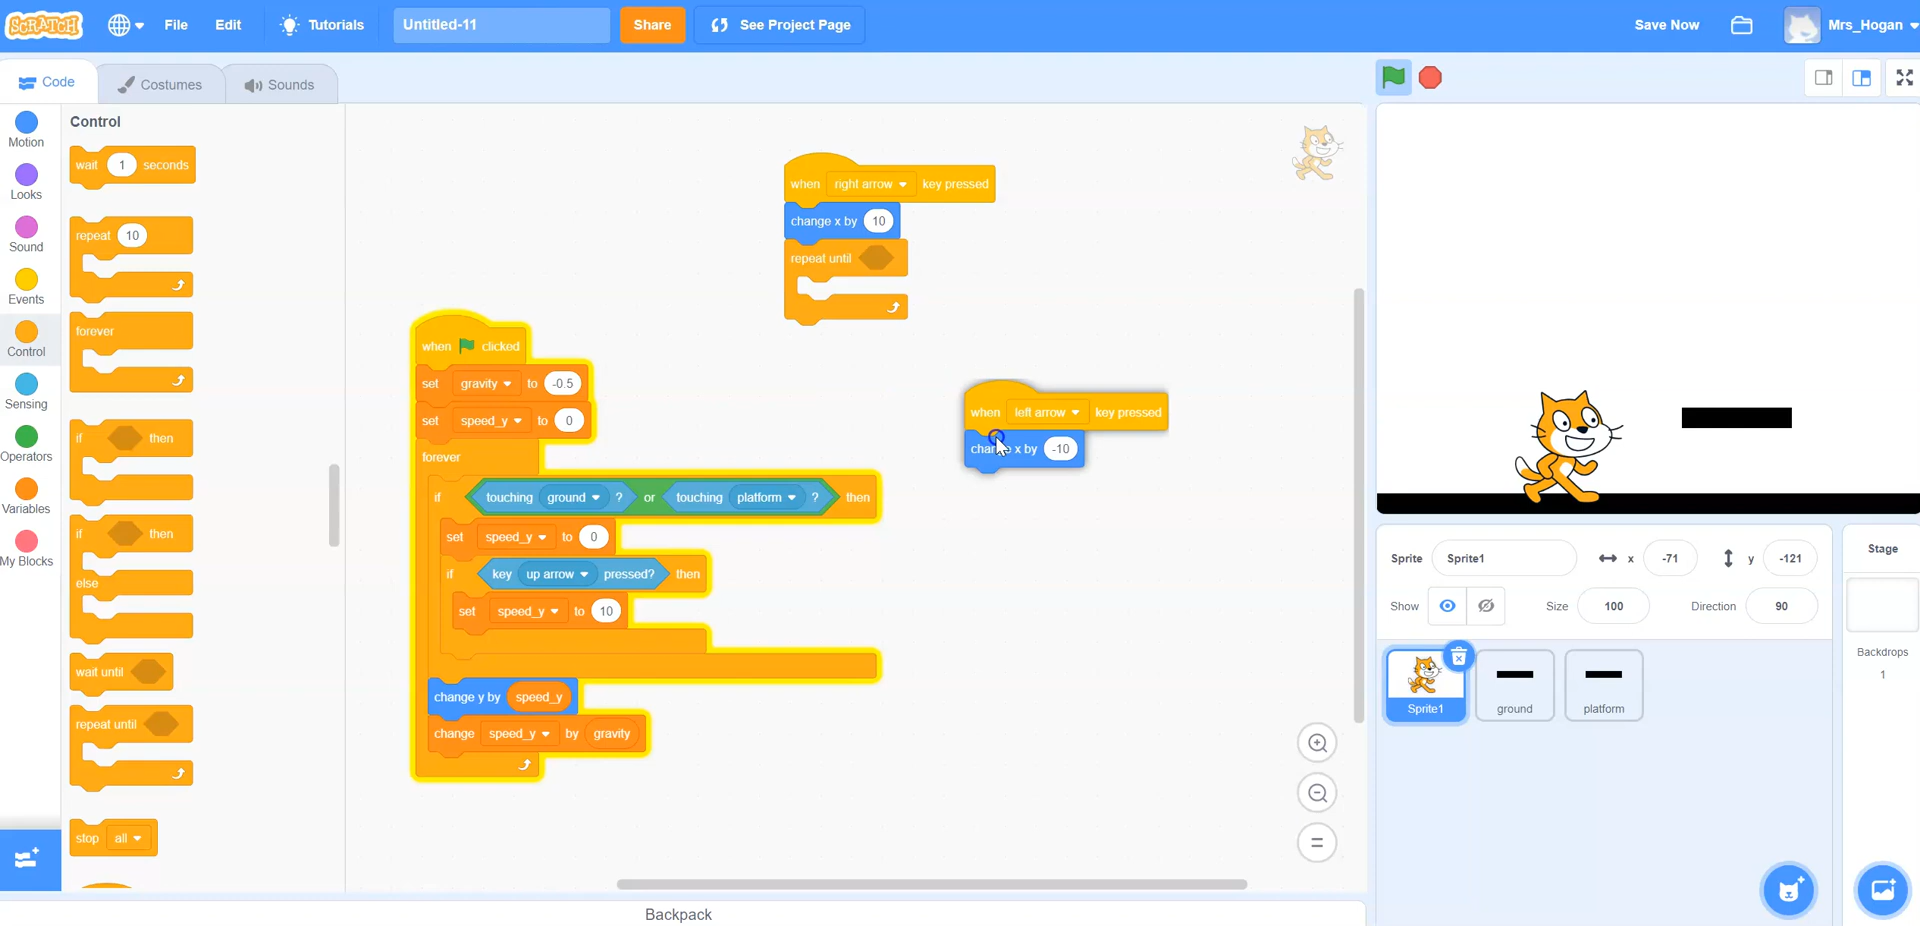 SCRATCH File Edit Tutorials Untitled-11 Share See Project Page Save Now Mrs_Hogan
Code Costumes Sounds
Motion
Looks
Sound
Events
Control
Sensing
Operators
Variables
My Blocks
Control
wait 1 seconds
repeat 10
forever
if then
if then
else
wait until
repeat until
stop all
when right arrow key pressed
change x by 10
repeat until
when clicked
set gravity to -0.5
set speed_y to 0
forever
if touching ground ? or touching platform ? then
set speed_y to 0
if key up arrow pressed? then
set speed_y to 10
change y by speed_y
change speed_y by gravity
when left arrow key pressed
change x by -10
Backpack
Sprite Sprite1 x -71 y -121
Show Size 100 Direction 90
Sprite1 ground platform
Stage
Backdrops
1